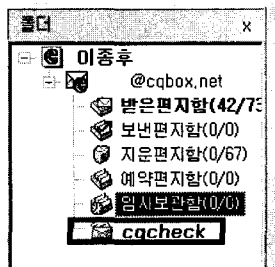 폴더 x
이종후
@cqbox.net
받은편지함(42/73
보낸편지함(0/0)
지운편지함(0/67)
예약편지함(0/0)
임시보관함(0/0)
cqcheck